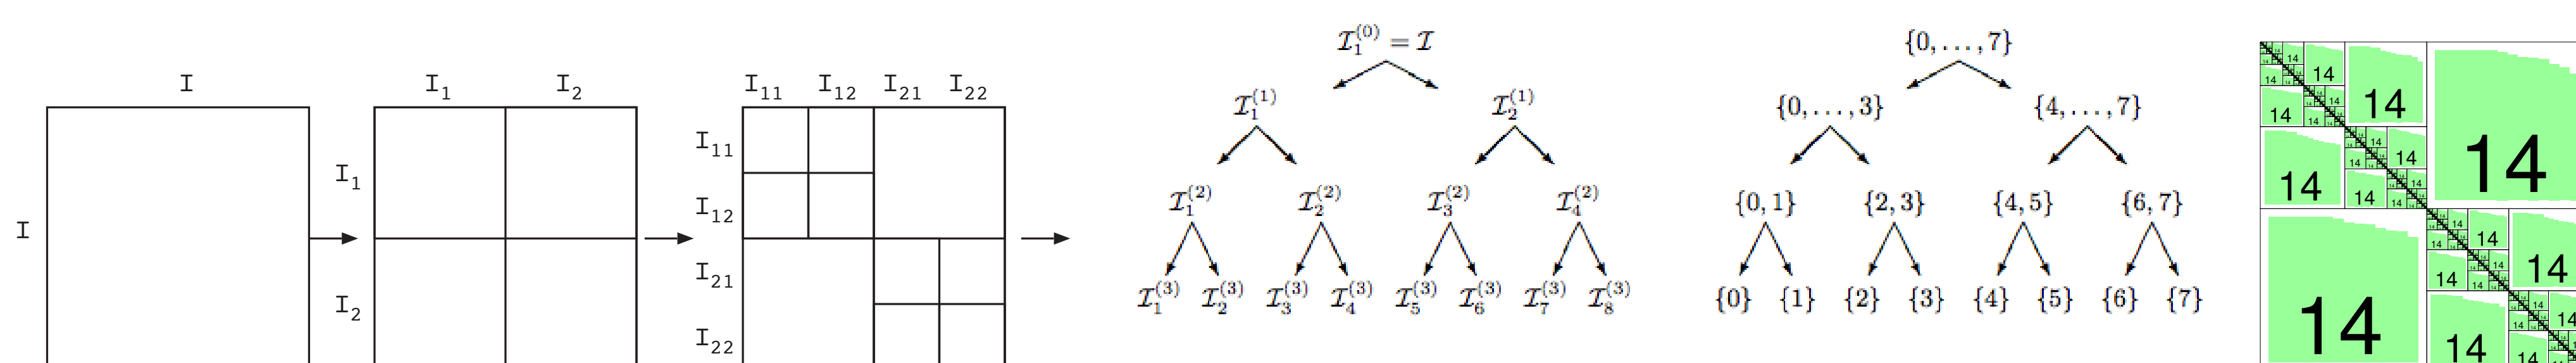 I
I
I₁ I₂
I₁
I₂
I₁₁ I₁₂ I₂₁ I₂₂
I₁₁
I₁₂
I₂₁
I₂₂
ℐ₁⁽⁰⁾ = ℐ
ℐ₁⁽¹⁾ ℐ₂⁽¹⁾
ℐ₁⁽²⁾ ℐ₂⁽²⁾ ℐ₃⁽²⁾ ℐ₄⁽²⁾
ℐ₁⁽³⁾ ℐ₂⁽³⁾ ℐ₃⁽³⁾ ℐ₄⁽³⁾ ℐ₅⁽³⁾ ℐ₆⁽³⁾ ℐ₇⁽³⁾ ℐ₈⁽³⁾
{0, . . . , 7}
{0, . . . , 3} {4, . . . , 7}
{0, 1} {2, 3} {4, 5} {6, 7}
{0} {1} {2} {3} {4} {5} {6} {7}
14 14
14 14 14
14 14
14 14
14 14
14 14
14 14